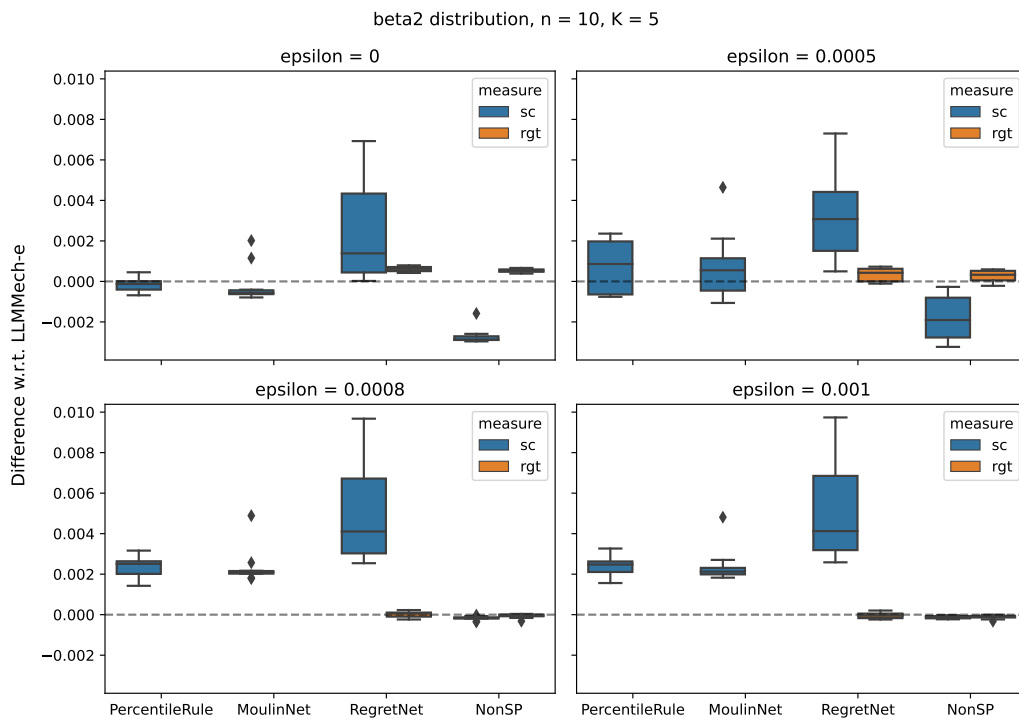 beta2 distribution, n = 10, K = 5
epsilon = 0
epsilon = 0.0005
0.010
0.008
0.006
0.004
0.002
0.000
−0.002
measure
sc
rgt
measure
sc
rgt
Difference w.r.t. LLMMech-e
epsilon = 0.0008
epsilon = 0.001
0.010
0.008
0.006
0.004
0.002
0.000
−0.002
measure
sc
rgt
measure
sc
rgt
PercentileRule MoulinNet RegretNet NonSP
PercentileRule MoulinNet RegretNet NonSP